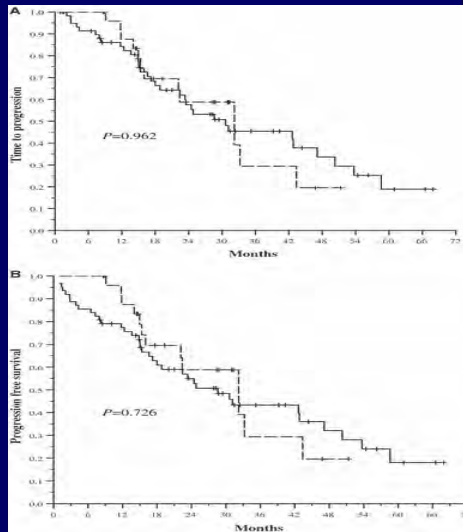 A
Time to progression
1.0
0.9
0.8
0.7
0.6
0.5
0.4
0.3
0.2
0.1
0.0
P=0.962
0 6 12 18 24 30 36 42 48 54 60 66 72
Months
B
Progression free survival
1.0
0.9
0.8
0.7
0.6
0.5
0.4
0.3
0.2
0.1
0.0
P=0.726
0 6 12 18 24 30 36 42 48 54 60 66
Months